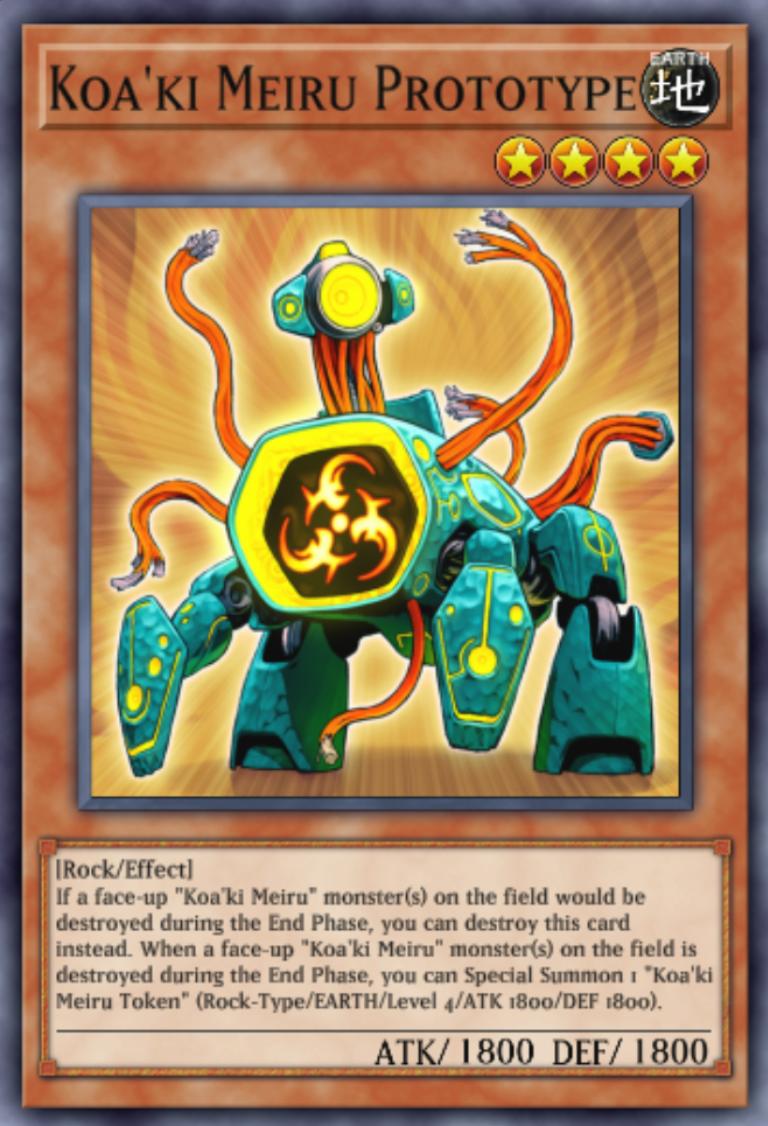 Koa'ki Meiru Prototype
EARTH
地
[Rock/Effect]
If a face-up "Koa'ki Meiru" monster(s) on the field would be
destroyed during the End Phase, you can destroy this card
instead. When a face-up "Koa'ki Meiru" monster(s) on the field is
destroyed during the End Phase, you can Special Summon 1 "Koa'ki
Meiru Token" (Rock-Type/EARTH/Level 4/ATK 1800/DEF 1800).
ATK/ 1800 DEF/ 1800